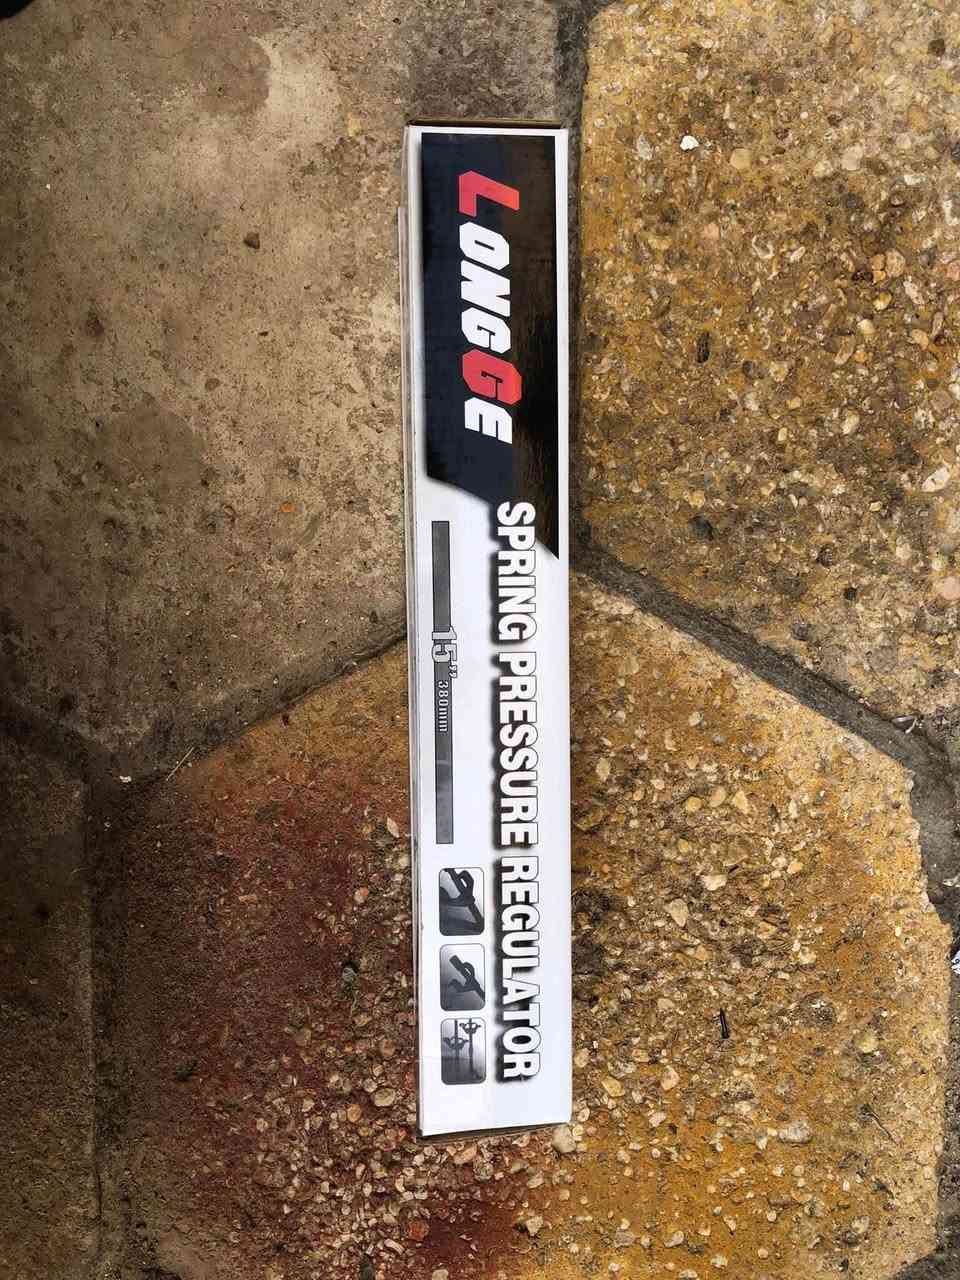 LONGGE
SPRING PRESSURE REGULATOR
15”
380mm